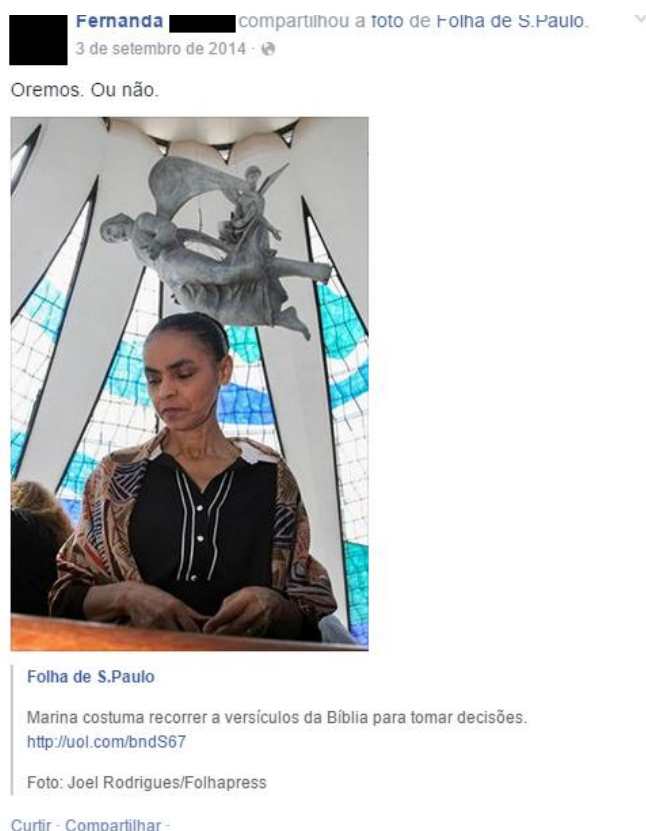 Fernanda compartilhou a foto de Folha de S.Paulo.
3 de setembro de 2014 ·
Oremos. Ou não.
Folha de S.Paulo
Marina costuma recorrer a versículos da Bíblia para tomar decisões.
http://uol.com/bndS67
Foto: Joel Rodrigues/Folhapress
Curtir · Compartilhar ·